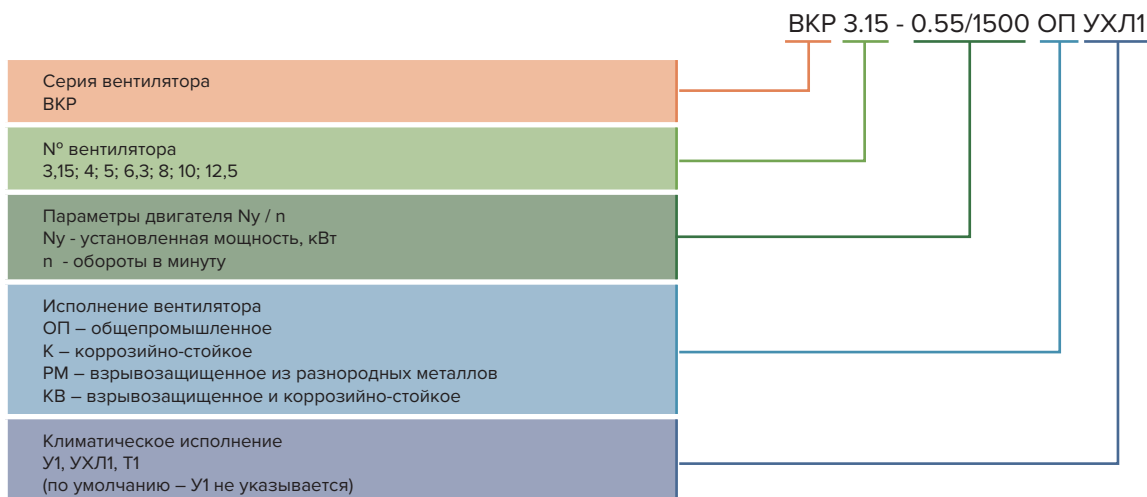 ВКР 3.15 - 0.55/1500 ОП УХЛ1
Серия вентилятора
ВКР
Nº вентилятора
3,15; 4; 5; 6,3; 8; 10; 12,5
Параметры двигателя Ny / n
Ny - установленная мощность, кВт
n - обороты в минуту
Исполнение вентилятора
ОП – общепромышленное
К – коррозийно-стойкое
РМ – взрывозащищенное из разнородных металлов
КВ – взрывозащищенное и коррозийно-стойкое
Климатическое исполнение
У1, УХЛ1, Т1
(по умолчанию – У1 не указывается)